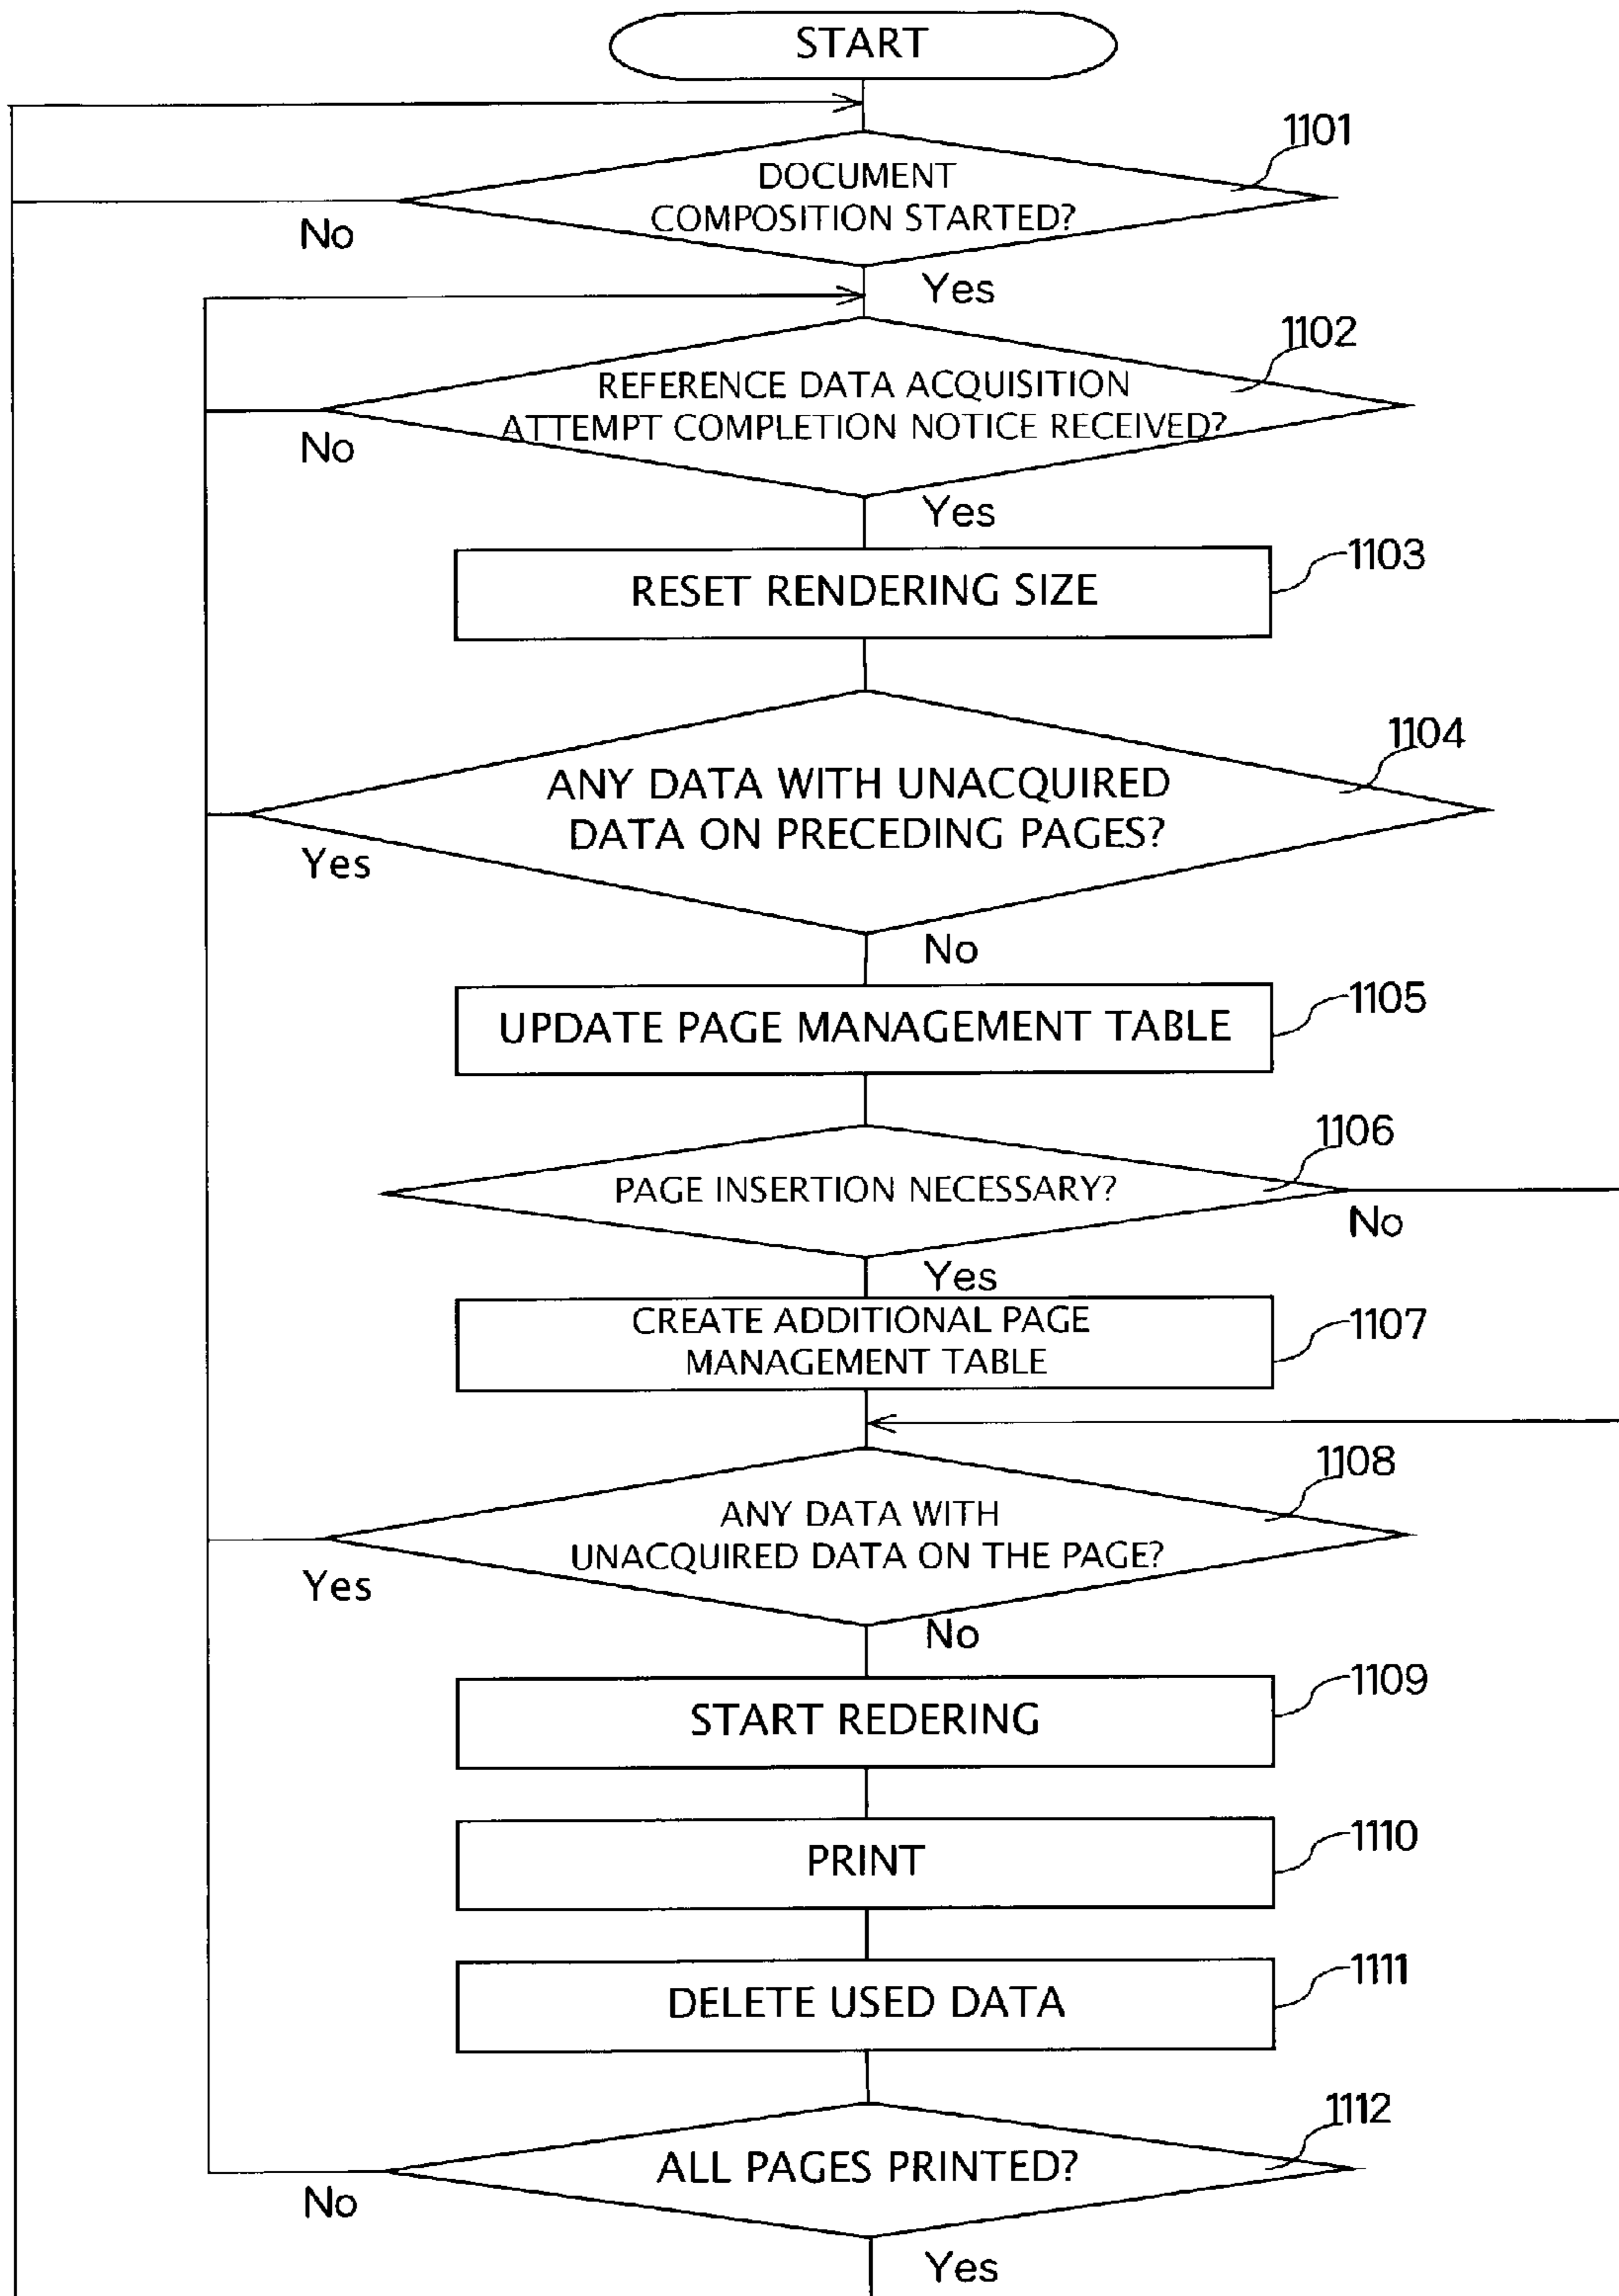 START
1101
DOCUMENT
COMPOSITION STARTED?
No
Yes
1102
REFERENCE DATA ACQUISITION
ATTEMPT COMPLETION NOTICE RECEIVED?
No
Yes
1103
RESET RENDERING SIZE
1104
ANY DATA WITH UNACQUIRED
DATA ON PRECEDING PAGES?
Yes
No
1105
UPDATE PAGE MANAGEMENT TABLE
1106
PAGE INSERTION NECESSARY?
No
Yes
CREATE ADDITIONAL PAGE
MANAGEMENT TABLE
1107
1108
ANY DATA WITH
UNACQUIRED DATA ON THE PAGE?
Yes
No
1109
START REDERING
1110
PRINT
1111
DELETE USED DATA
1112
ALL PAGES PRINTED?
No
Yes